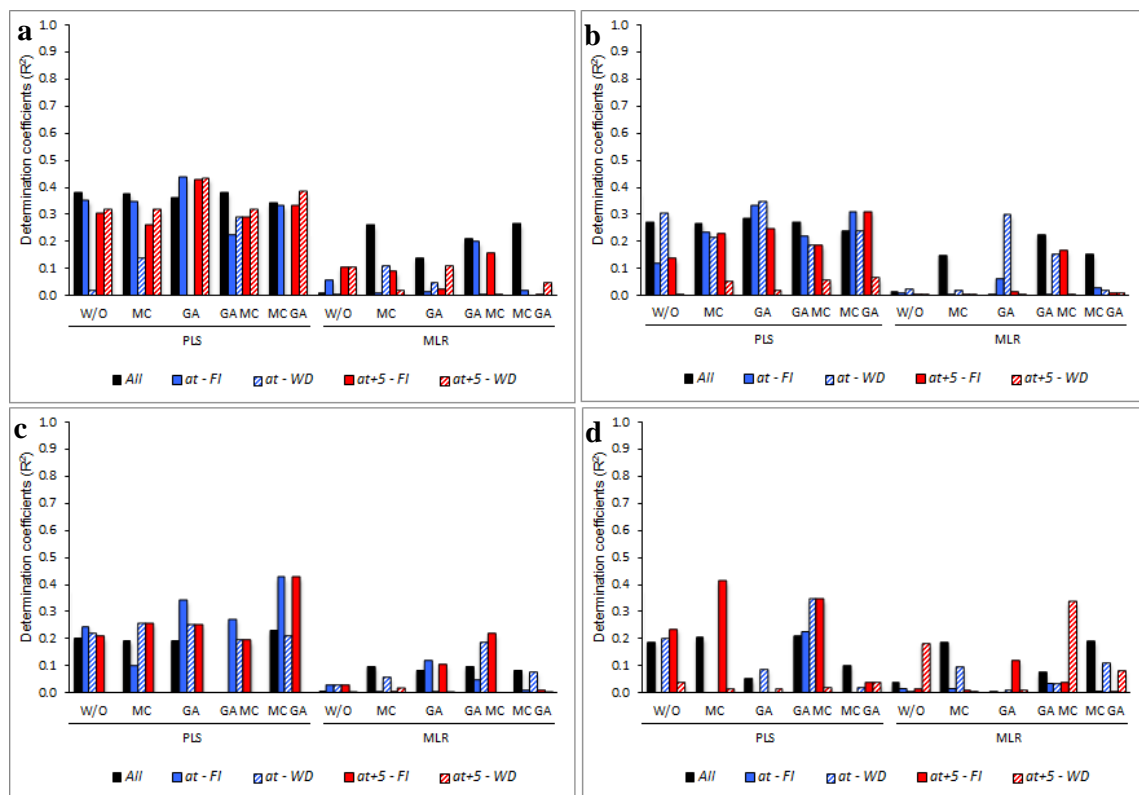 a
Determination coefficients (R²)
1.0
0.9
0.8
0.7
0.6
0.5
0.4
0.3
0.2
0.1
0.0
W/O MC GA GA MC MC GA W/O MC GA GA MC MC GA
PLS MLR
All at - FI at - WD at+5 - FI at+5 - WD
b
Determination coefficients (R²)
1.0
0.9
0.8
0.7
0.6
0.5
0.4
0.3
0.2
0.1
0.0
W/O MC GA GA MC MC GA W/O MC GA GA MC MC GA
PLS MLR
All at - FI at - WD at+5 - FI at+5 - WD
c
Determination coefficients (R²)
1.0
0.9
0.8
0.7
0.6
0.5
0.4
0.3
0.2
0.1
0.0
W/O MC GA GA MC MC GA W/O MC GA GA MC MC GA
PLS MLR
All at - FI at - WD at+5 - FI at+5 - WD
d
Determination coefficients (R²)
1.0
0.9
0.8
0.7
0.6
0.5
0.4
0.3
0.2
0.1
0.0
W/O MC GA GA MC MC GA W/O MC GA GA MC MC GA
PLS MLR
All at - FI at - WD at+5 - FI at+5 - WD